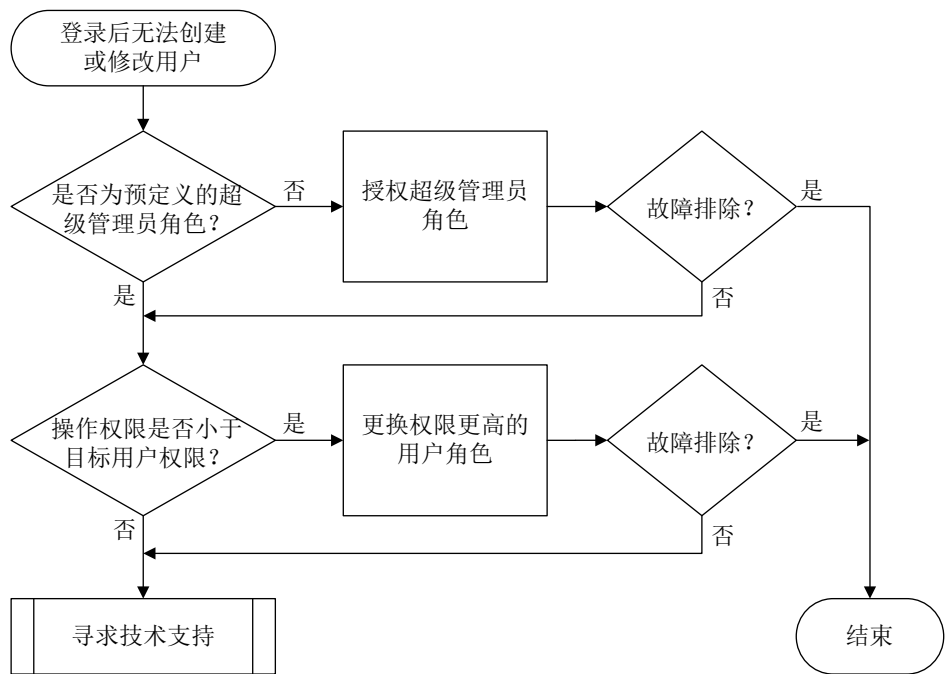 登录后无法创建
或修改用户
是否为预定义的超
级管理员角色？
否
授权超级管理员
角色
故障排除？
是
是
否
操作权限是否小于
目标用户权限？
是
更换权限更高的
用户角色
故障排除？
是
否
否
寻求技术支持
结束